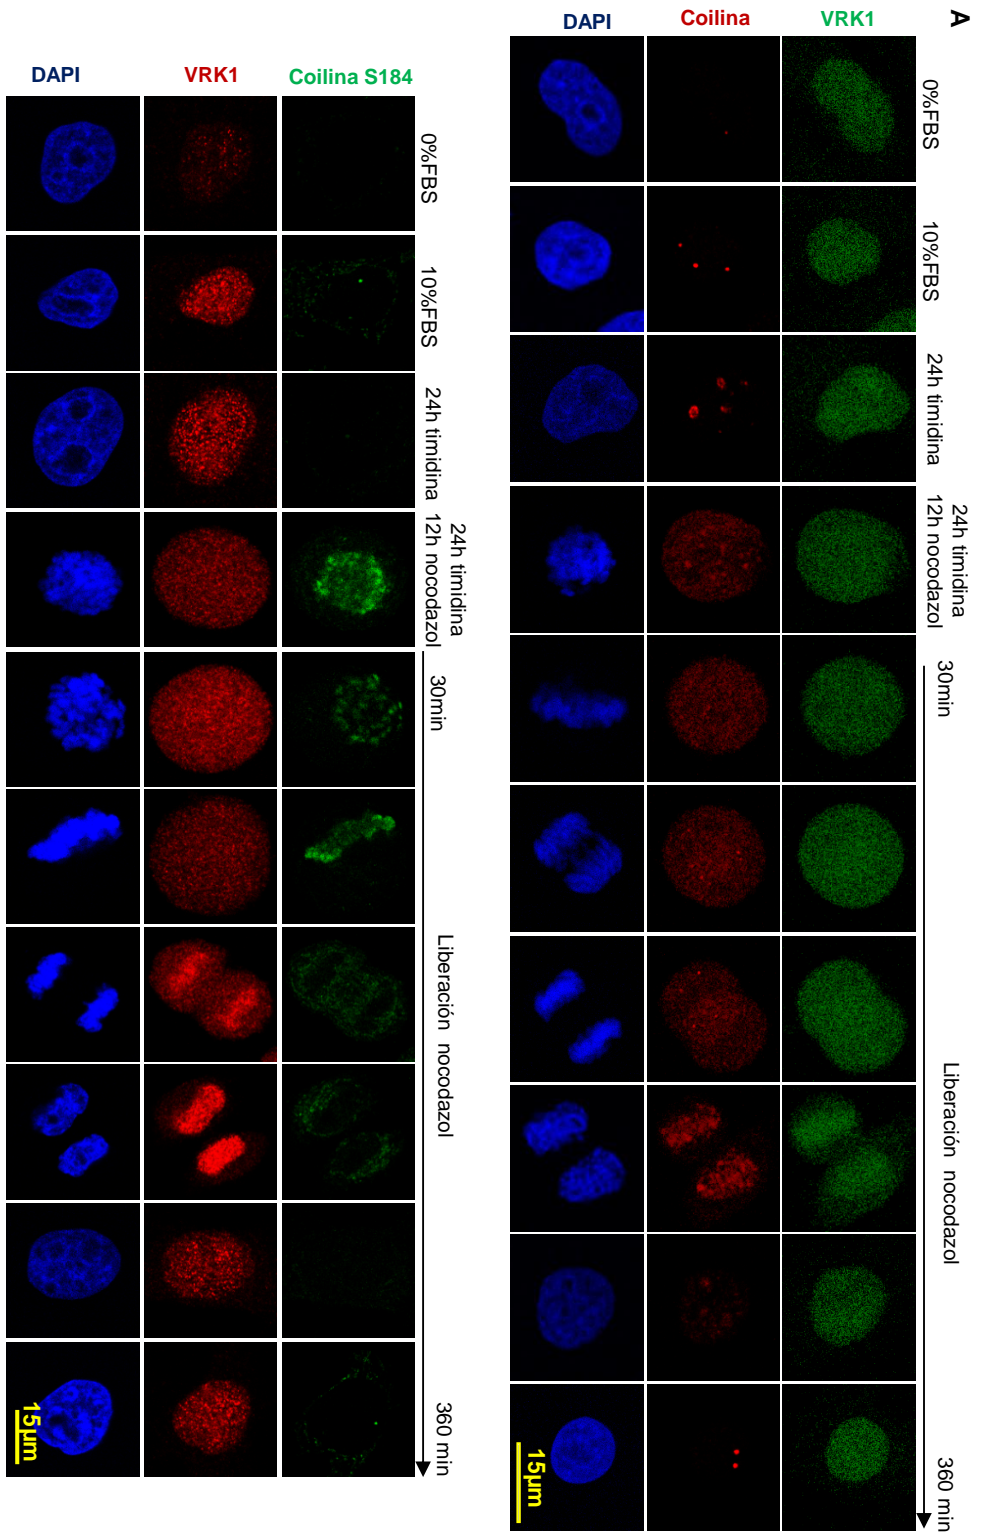 A
VRK1
Coilina
DAPI
0%FBS
10%FBS
24h timidina
24h timidina
12h nocodazol
30min
Liberación nocodazol
360 min
15µm
Coilina S184
VRK1
DAPI
0%FBS
10%FBS
24h timidina
24h timidina
12h nocodazol
30min
Liberación nocodazol
360 min
15µm